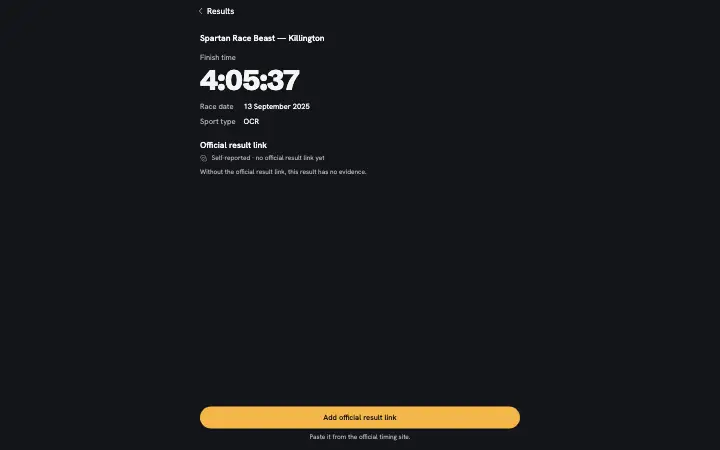 Results
Spartan Race Beast — Killington
Finish time
4:05:37
Race date 13 September 2025
Sport type OCR
Official result link
Self-reported · no official result link yet
Without the official result link, this result has no evidence.
Add official result link
Paste it from the official timing site.